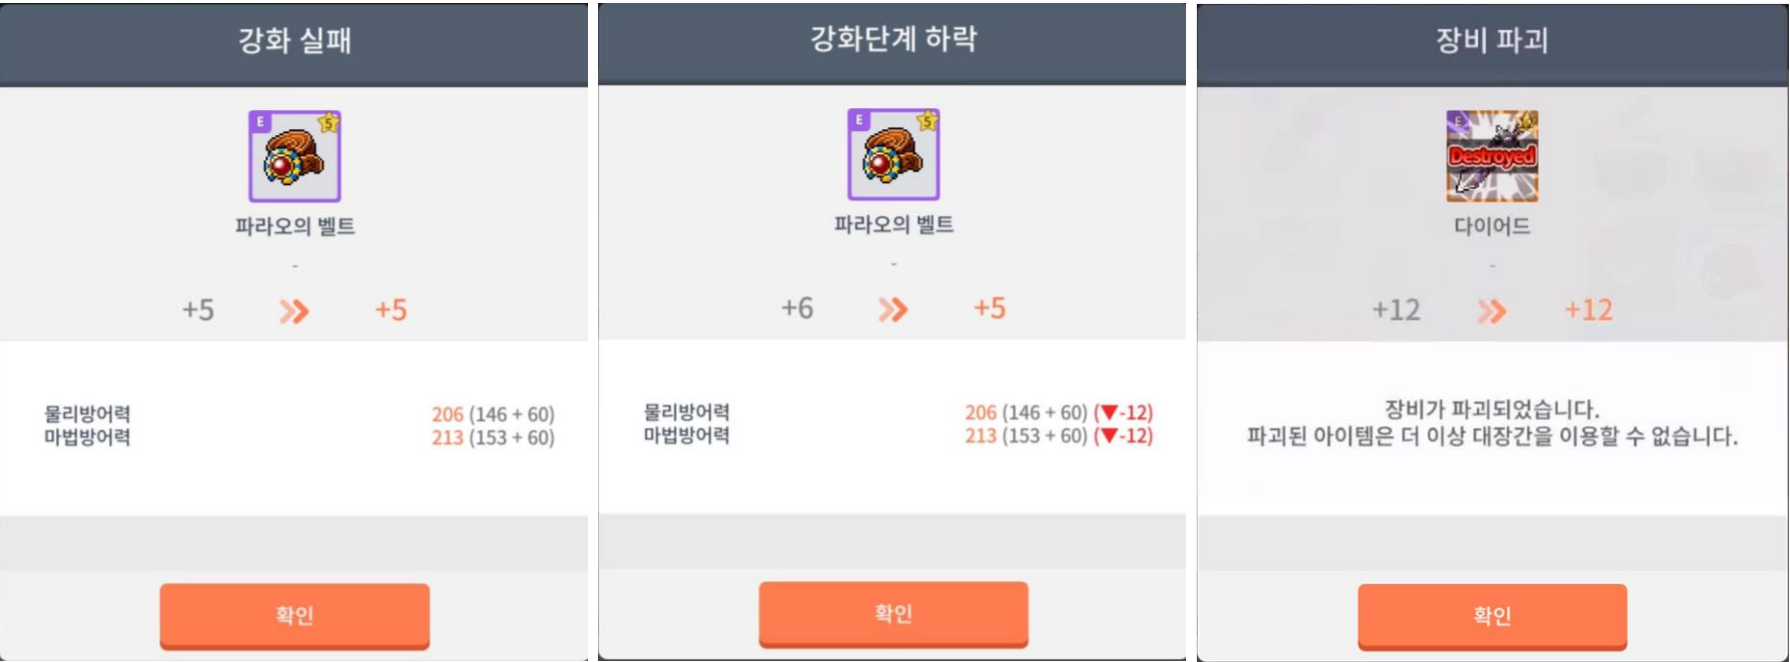 강화 실패
E
5
파라오의 벨트
-
+5 +5
물리방어력 206 (146 + 60)
마법방어력 213 (153 + 60)
확인
강화단계 하락
E
5
파라오의 벨트
-
+6 +5
물리방어력 206 (146 + 60) (▼-12)
마법방어력 213 (153 + 60) (▼-12)
확인
장비 파괴
E
Destroyed
다이어드
-
+12 +12
장비가 파괴되었습니다.
파괴된 아이템은 더 이상 대장간을 이용할 수 없습니다.
확인